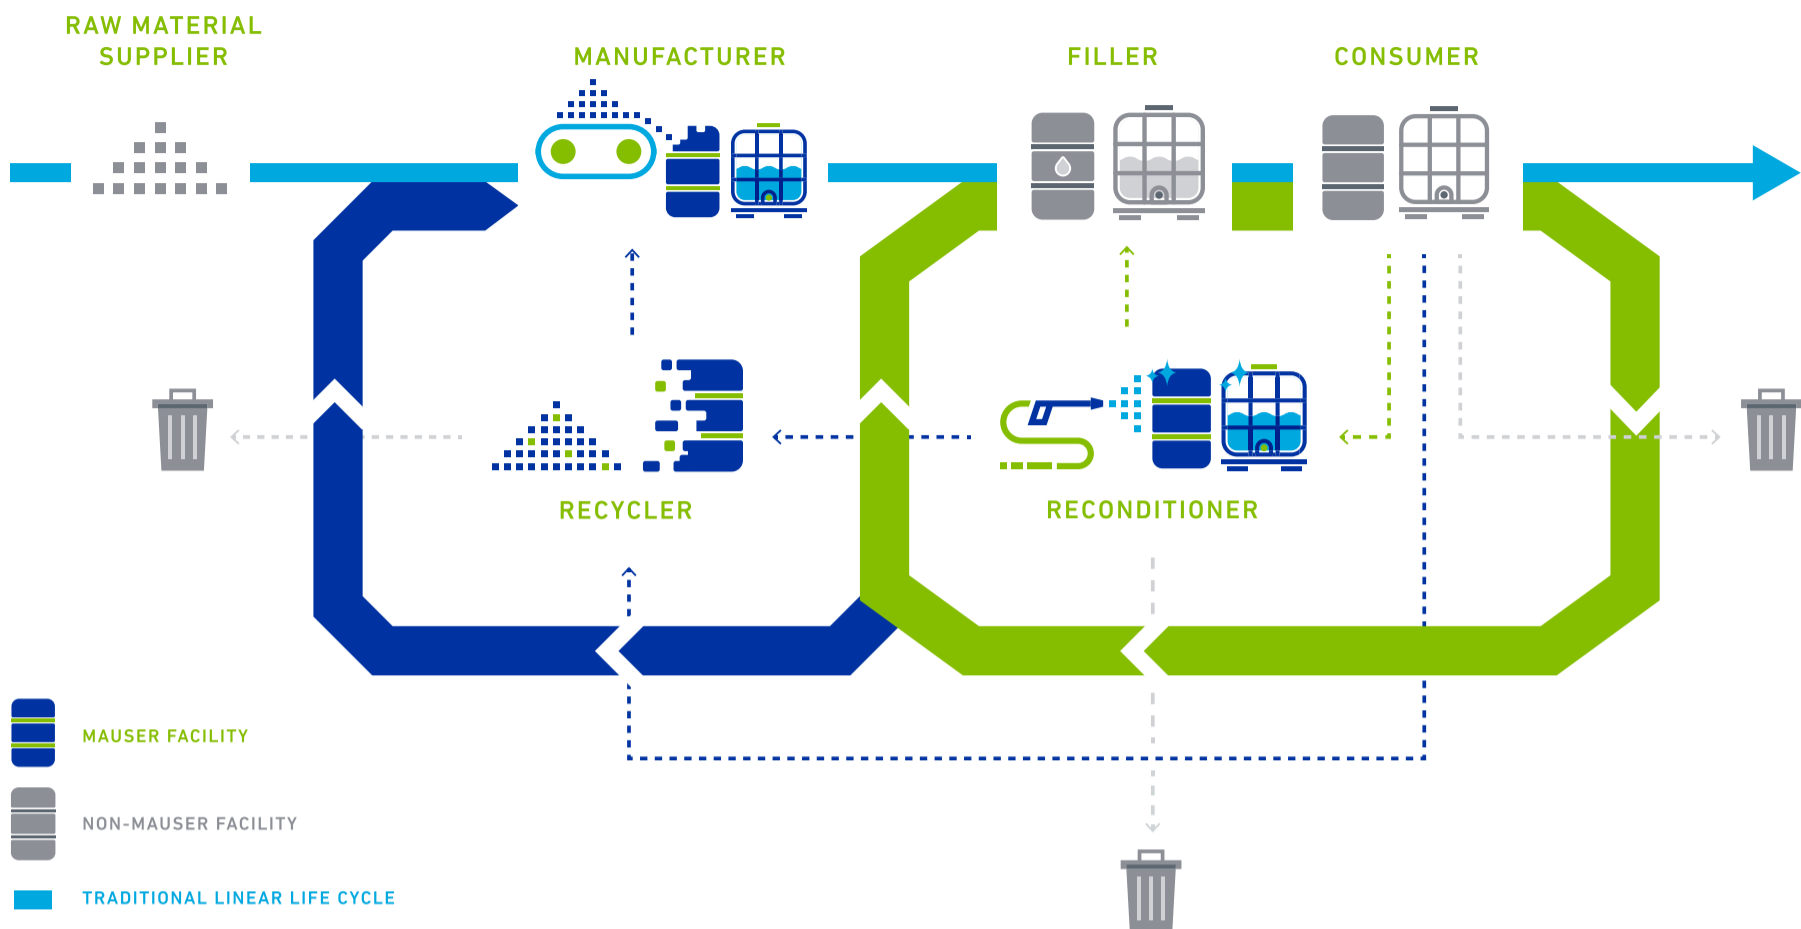 RAW MATERIAL
SUPPLIER
MANUFACTURER
FILLER
CONSUMER
RECYCLER
RECONDITIONER
MAUSER FACILITY
NON-MAUSER FACILITY
TRADITIONAL LINEAR LIFE CYCLE